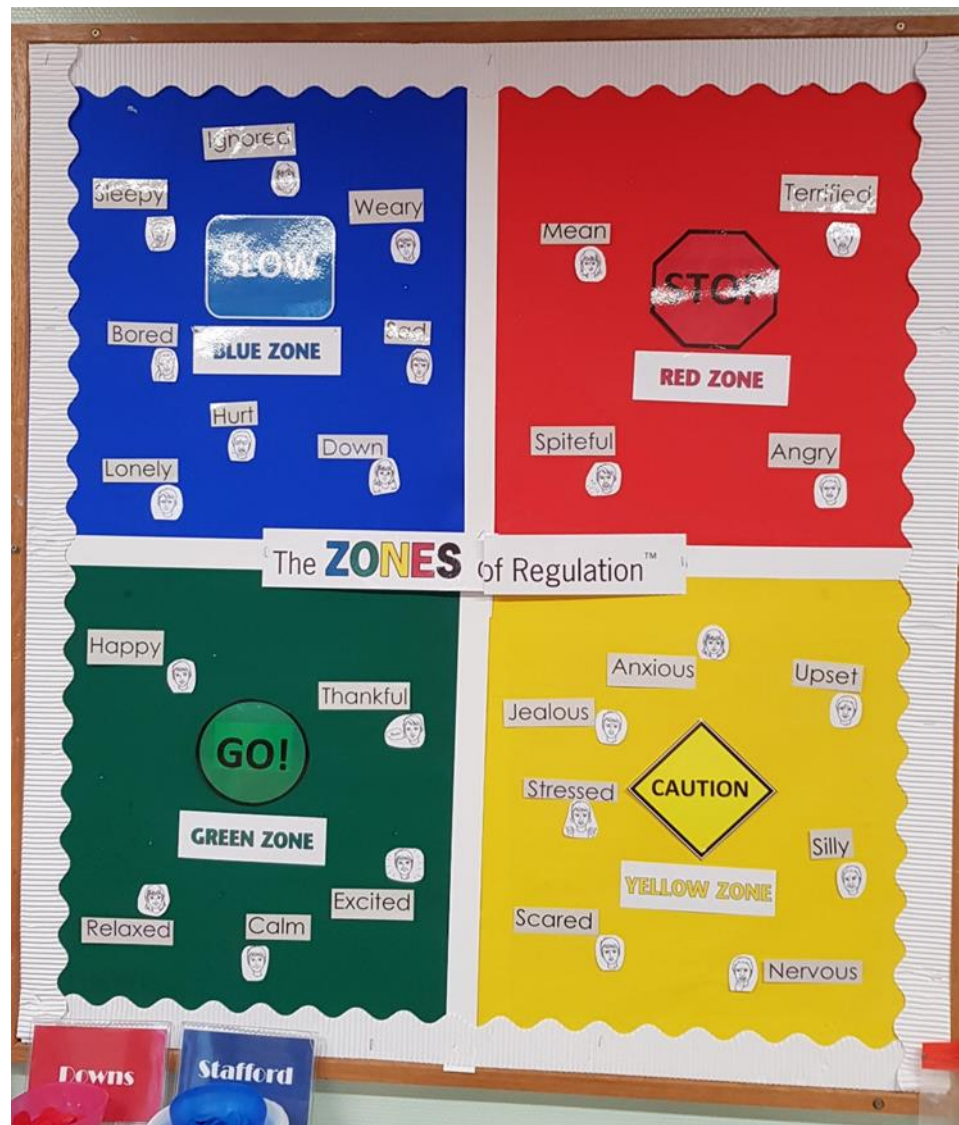 Ignored
Sleepy
Weary
SLOW
Bored
BLUE ZONE
Sad
Hurt
Down
Lonely
Terrified
Mean
STOP
RED ZONE
Spiteful
Angry
The ZONES of Regulation™
Happy
Thankful
GO!
GREEN ZONE
Excited
Relaxed
Calm
Anxious
Upset
Jealous
Stressed
CAUTION
Silly
YELLOW ZONE
Scared
Nervous
Downs
Stafford